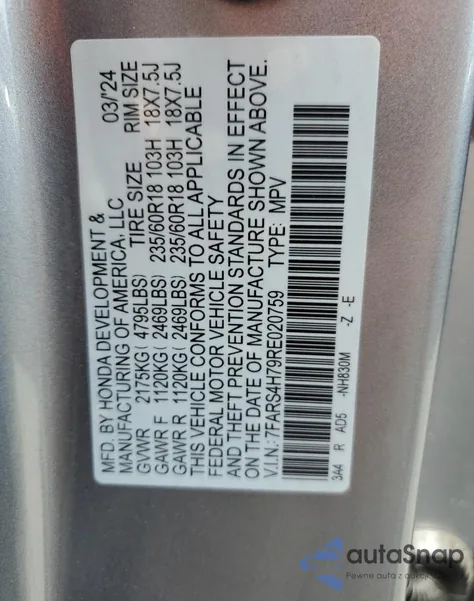 MFD. BY HONDA DEVELOPMENT & 03/'24
MANUFACTURING OF AMERICA, LLC
TIRE SIZE RIM SIZE
GVWR 2175KG( 4795LBS)
GAWR F 1120KG( 2469LBS) 235/60R18 103H 18X7.5J
GAWR R 1120KG( 2469LBS) 235/60R18 103H 18X7.5J
THIS VEHICLE CONFORMS TO ALL APPLICABLE
FEDERAL MOTOR VEHICLE SAFETY
AND THEFT PREVENTION STANDARDS IN EFFECT
ON THE DATE OF MANUFACTURE SHOWN ABOVE.
V.I.N.: 7FARS4H79RE020759 TYPE: MPV
3A4 R AD5 -NH830M -Z -E
autoSnap
Pewne auta z aukcji